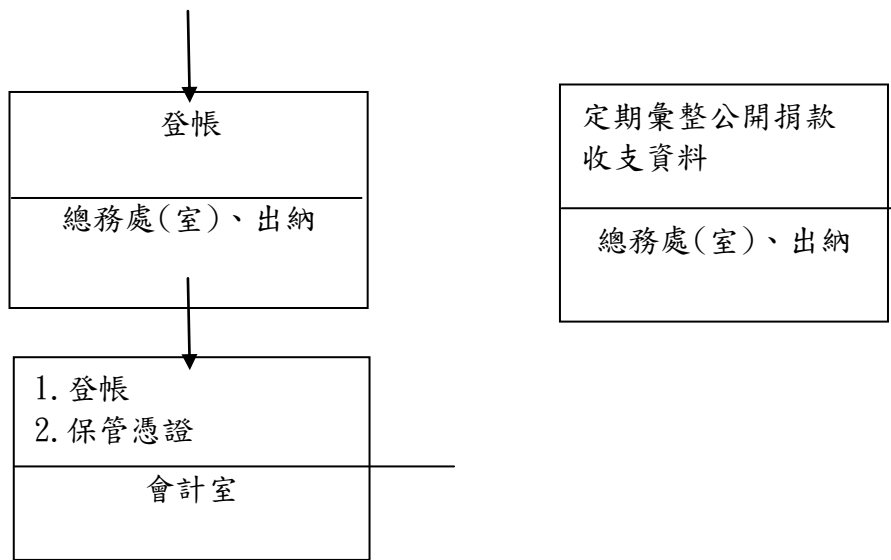 登帳
總務處(室)、出納
1.登帳
2.保管憑證
會計室
定期彙整公開捐款
收支資料
總務處(室)、出納